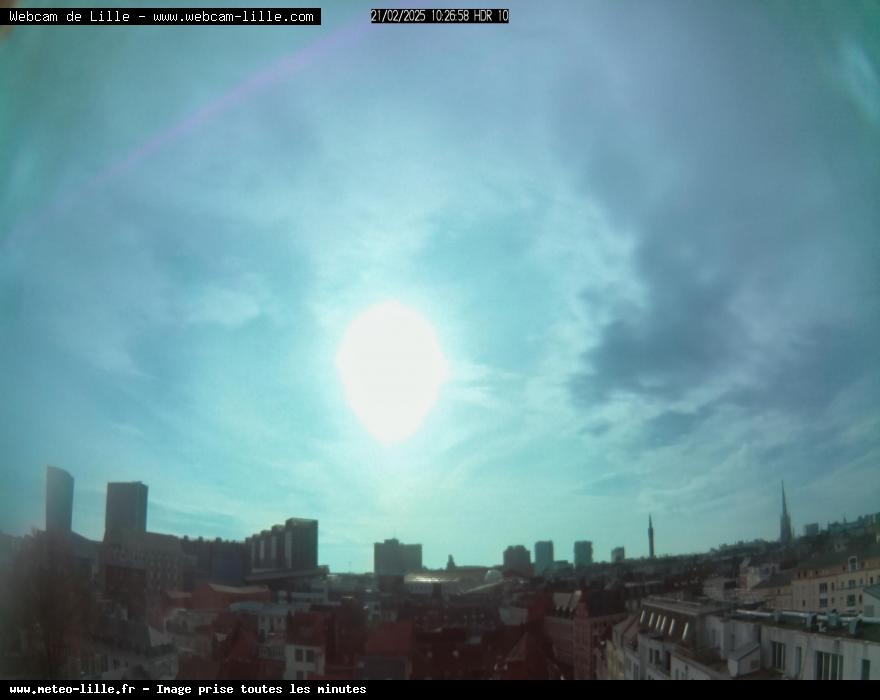 Webcam de Lille - www.webcam-lille.com
21/02/2025 10:26:58 HDR 10
www.meteo-lille.fr - Image prise toutes les minutes